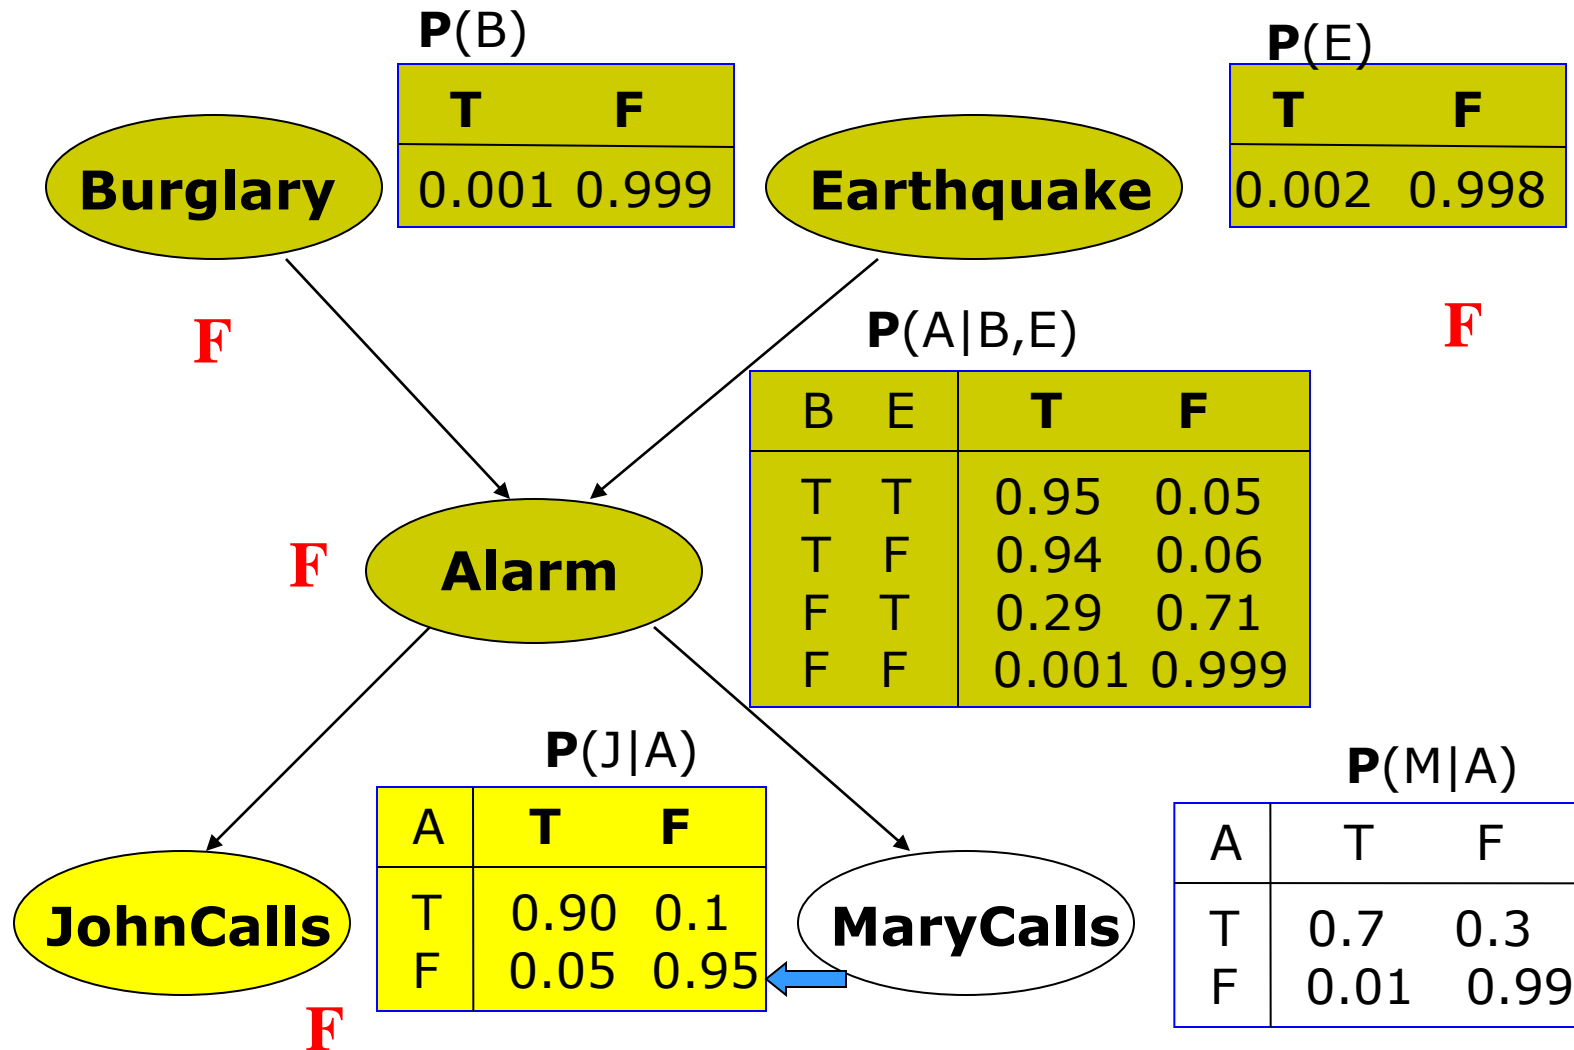 P(B)
P(E)
T F
T F
Burglary
0.001 0.999
Earthquake
0.002 0.998
F
F
P(A|B,E)
B E T F
T T 0.95 0.05
T F 0.94 0.06
F T 0.29 0.71
F F 0.001 0.999
F
Alarm
P(J|A)
P(M|A)
A T F
T 0.90 0.1
F 0.05 0.95
A T F
T 0.7 0.3
F 0.01 0.99
JohnCalls
MaryCalls
F